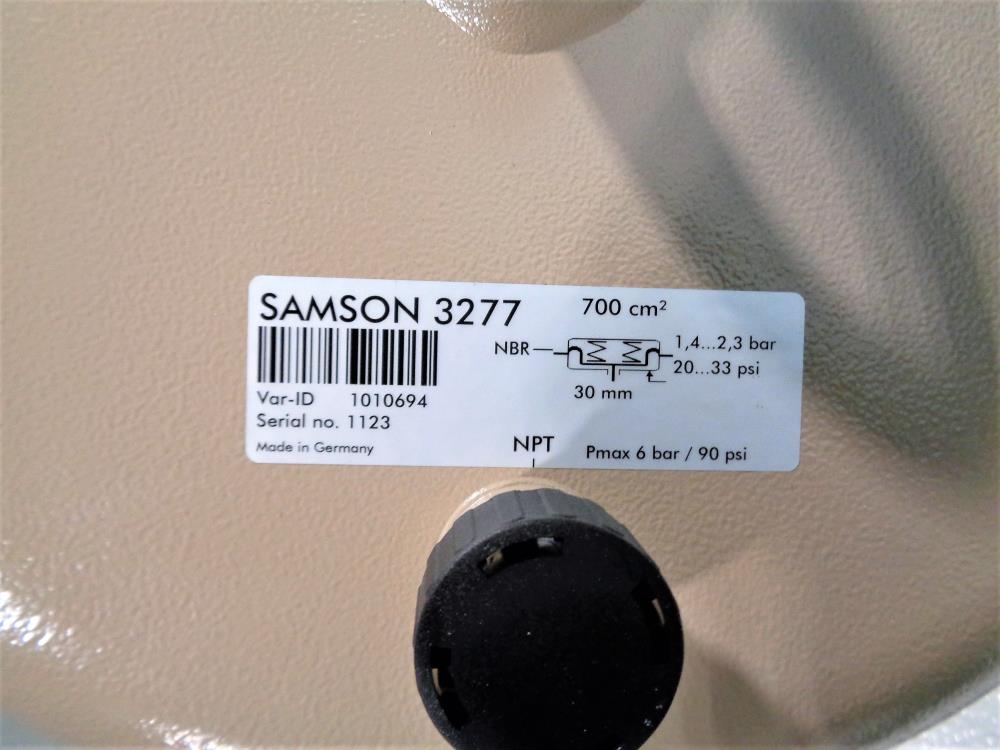 SAMSON 3277
700 cm²
NBR
1,4...2,3 bar
20...33 psi
30 mm
Var-ID 1010694
Serial no. 1123
Made in Germany
NPT
Pmax 6 bar / 90 psi